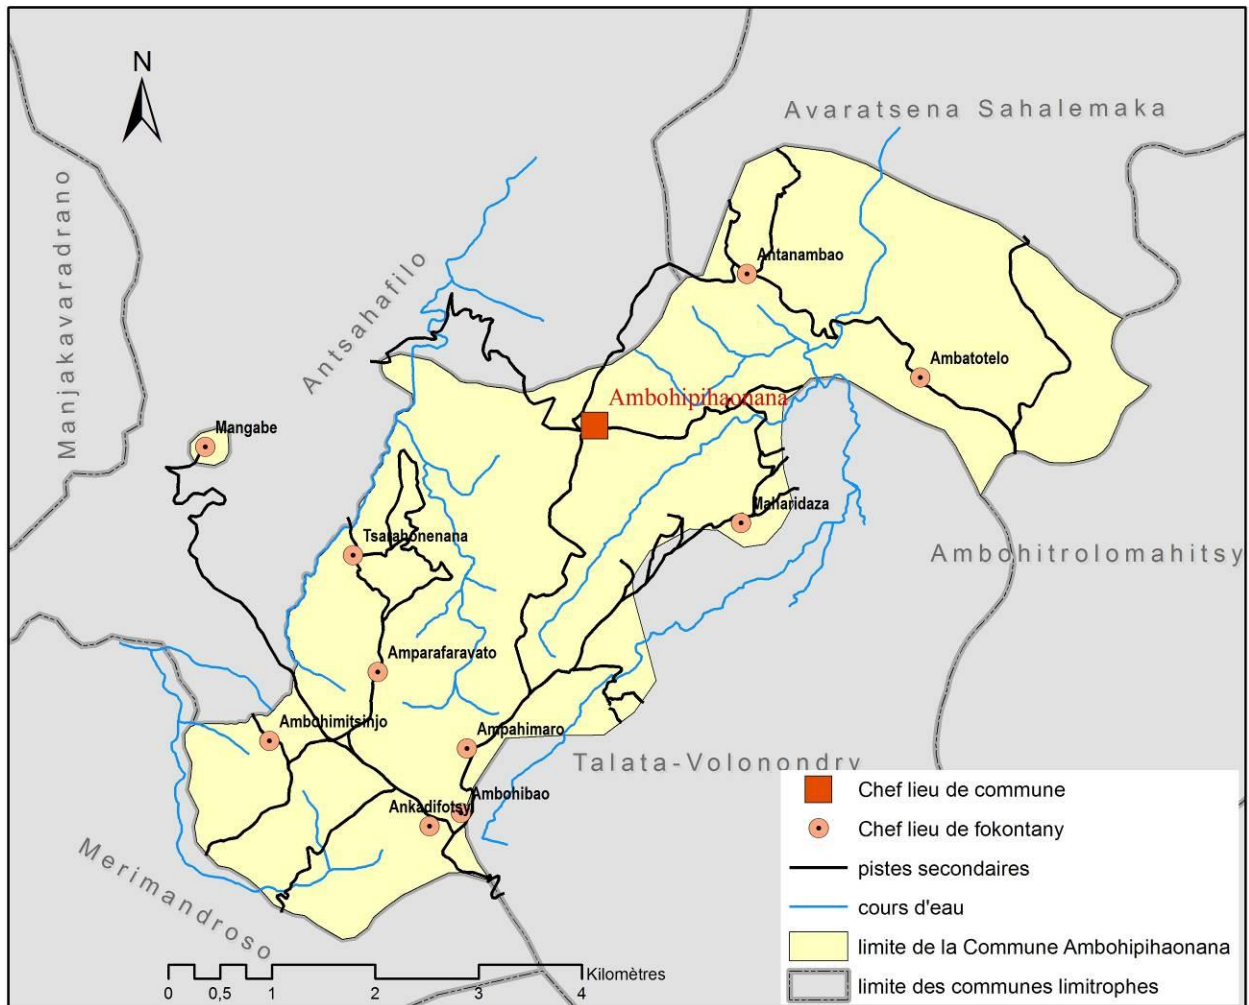 N
Avaratsena Sahalemaka
Manjakavaradrano
Antsahafilo
Antanambao
Ambatotelo
Ambohipihaonana
Mangabe
Maharidaza
Tsarahonenana
Ambohitrolomahitsy
Amparafaravato
Ambohimitsinjo
Ampahimaro
Talata-Volonondry
Ambohibao
Ankadifotsy
Merimandroso
Chef lieu de commune
Chef lieu de fokontany
pistes secondaires
cours d'eau
limite de la Commune Ambohipihaonana
limite des communes limitrophes
Kilomètres
0 0,5 1 2 3 4